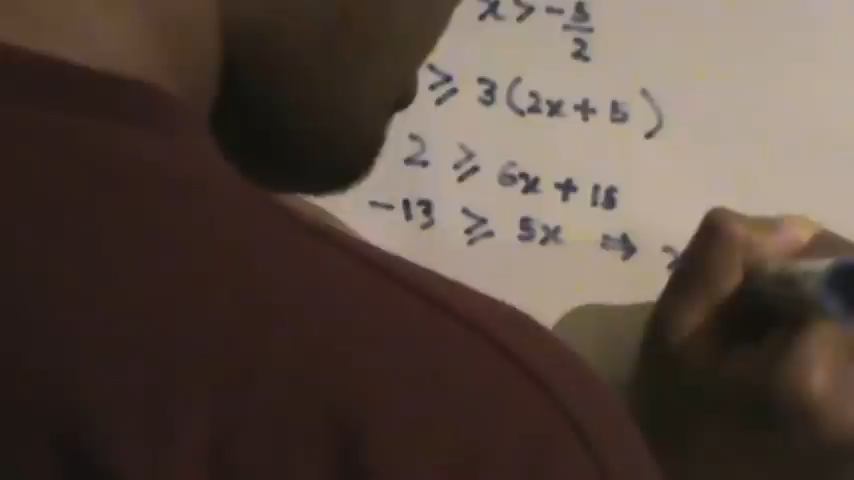 x > -5/2
≥ 3(2x + 5)
2 ≥ 6x + 15
-13 ≥ 5x ⇒ x